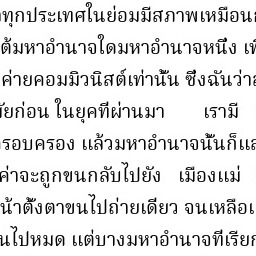 ทุกประเทศในย่อมมีสภาพเหมือน
ต้มหาอำนาจใดมหาอำนาจหนึ่ง เ
ค่ายคอมมิวนิสต์เท่านั้น ซึ่งฉันว่า
ัยก่อน ในยุคที่ผ่านมา เรามี
รอบครอง แล้วมหาอำนาจนั้นก็แ
ค่าจะถูกขนกลับไปยัง เมืองแม่
น้าตั้งตาขนไปถ่ายเดียว จนเหลือเ
นไปหมด แต่บางมหาอำนาจที่เรีย